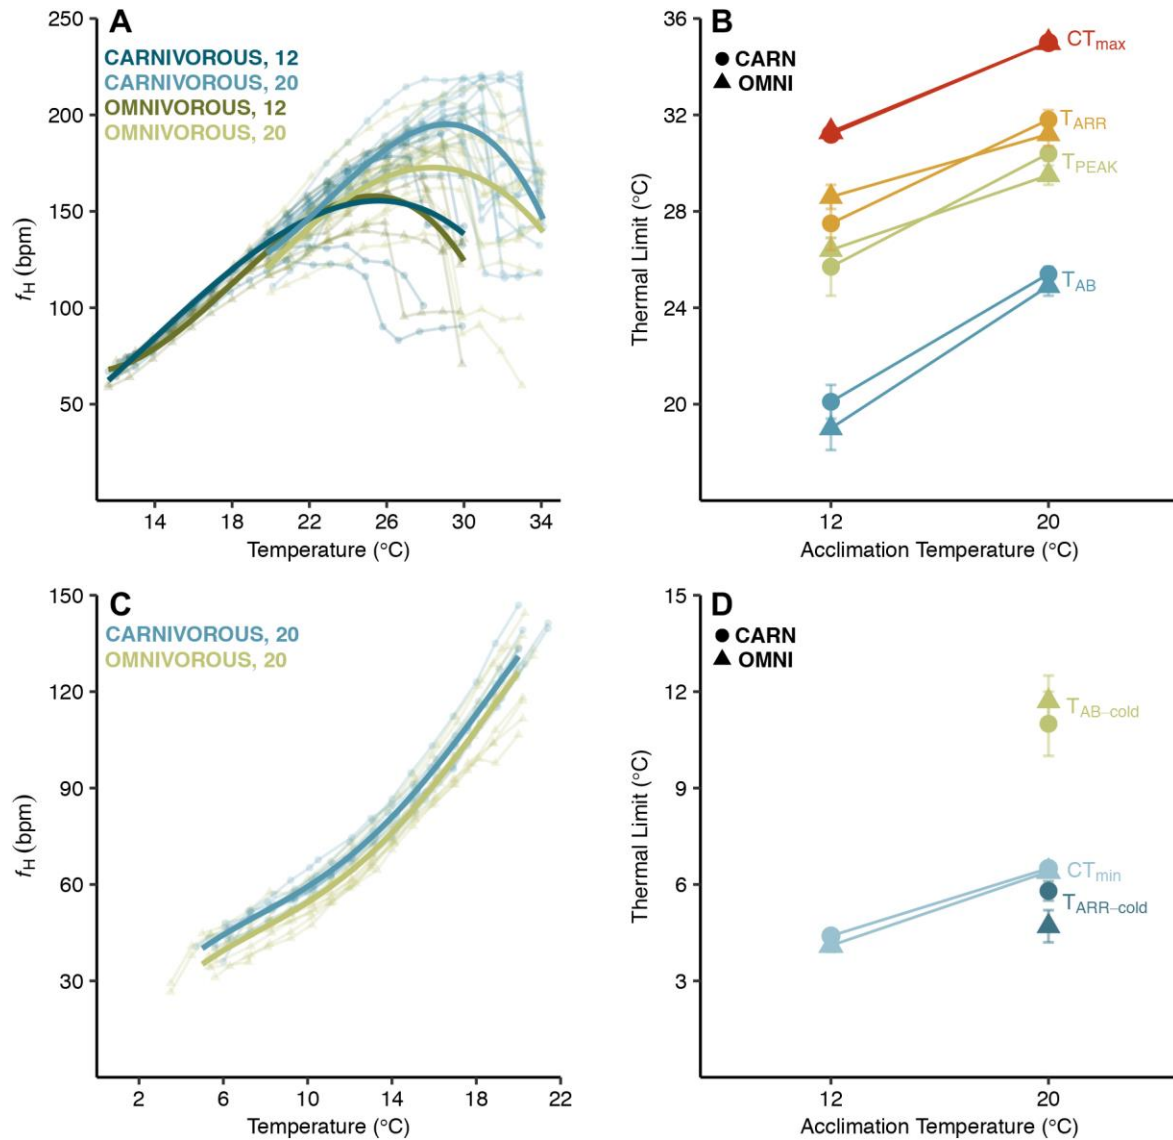 A
250
200
150
100
50
CARNIVOROUS, 12
CARNIVOROUS, 20
OMNIVOROUS, 12
OMNIVOROUS, 20
fH (bpm)
14 18 22 26 30 34
Temperature (°C)
B
36
32
28
24
20
CARN
OMNI
CTmax
TARR
TPEAK
TAB
Thermal Limit (°C)
12 20
Acclimation Temperature (°C)
C
150
120
90
60
30
CARNIVOROUS, 20
OMNIVOROUS, 20
fH (bpm)
2 6 10 14 18 22
Temperature (°C)
D
15
12
9
6
3
CARN
OMNI
TAB–cold
CTmin
TARR–cold
Thermal Limit (°C)
12 20
Acclimation Temperature (°C)